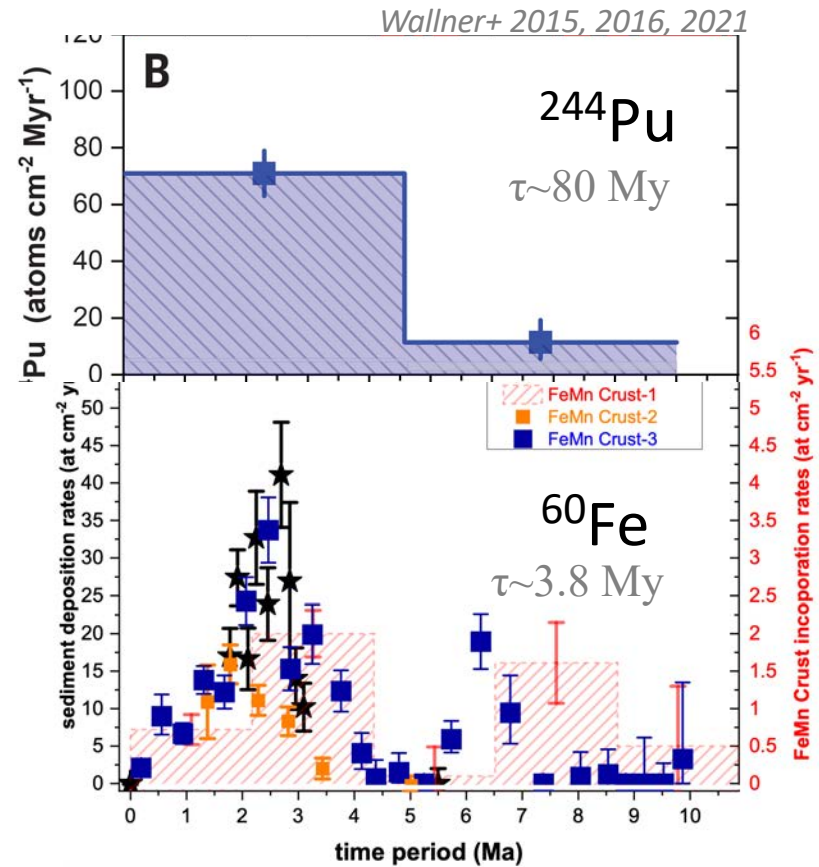 Wallner+ 2015, 2016, 2021
B
²⁴⁴Pu
τ~80 My
Pu (atoms cm⁻² Myr⁻¹)
120
100
80
60
40
20
0
6
5.5
FeMn Crust-1
FeMn Crust-2
FeMn Crust-3
⁶⁰Fe
τ~3.8 My
sediment deposition rates (at cm⁻² y
50
45
40
35
30
25
20
15
10
5
0
5
4.5
4
3.5
3
2.5
2
1.5
1
0.5
0
FeMn Crust incoporation rates (at cm⁻² yr⁻¹)
0 1 2 3 4 5 6 7 8 9 10
time period (Ma)